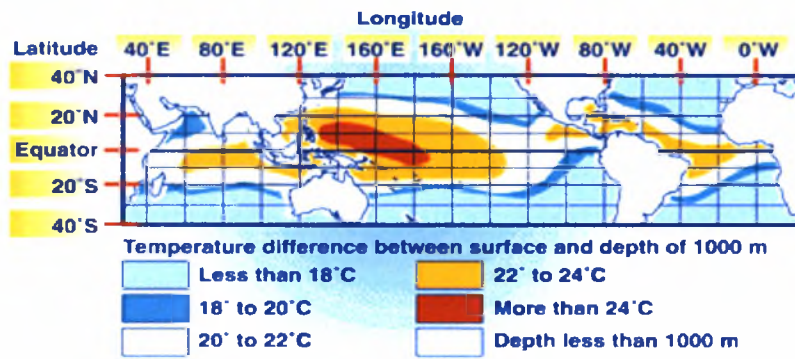 Longitude
Latitude 40°E 80°E 120°E 160°E 160°W 120°W 80°W 40°W 0°W
40°N
20°N
Equator
20°S
40°S
Temperature difference between surface and depth of 1000 m
Less than 18°C 22° to 24°C
18° to 20°C More than 24°C
20° to 22°C Depth less than 1000 m